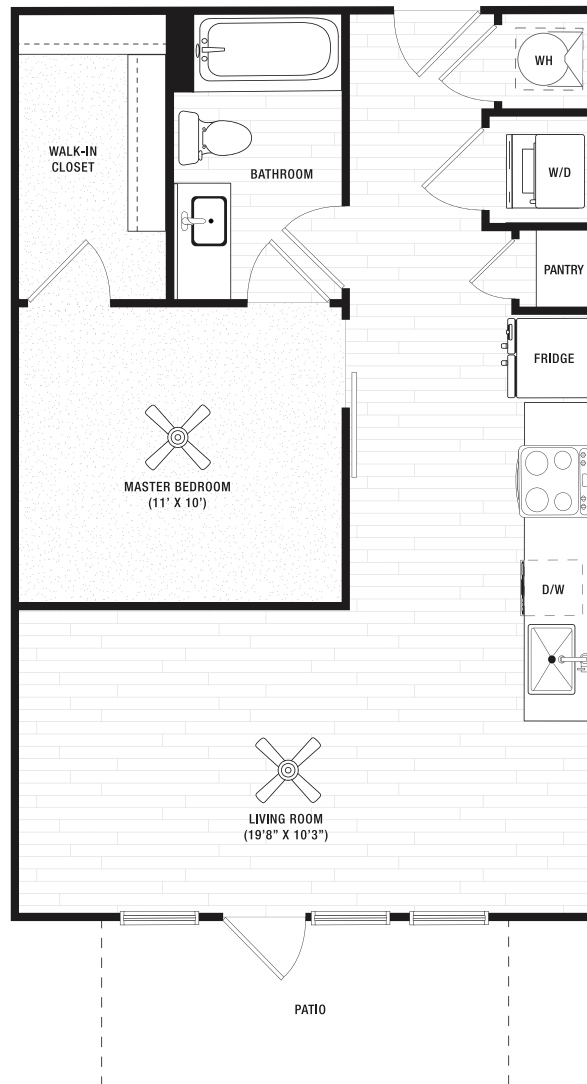 WH
WALK-IN
CLOSET
BATHROOM
W/D
PANTRY
FRIDGE
MASTER BEDROOM
(11’ X 10’)
D/W
LIVING ROOM
(19’8” X 10’3”)
PATIO